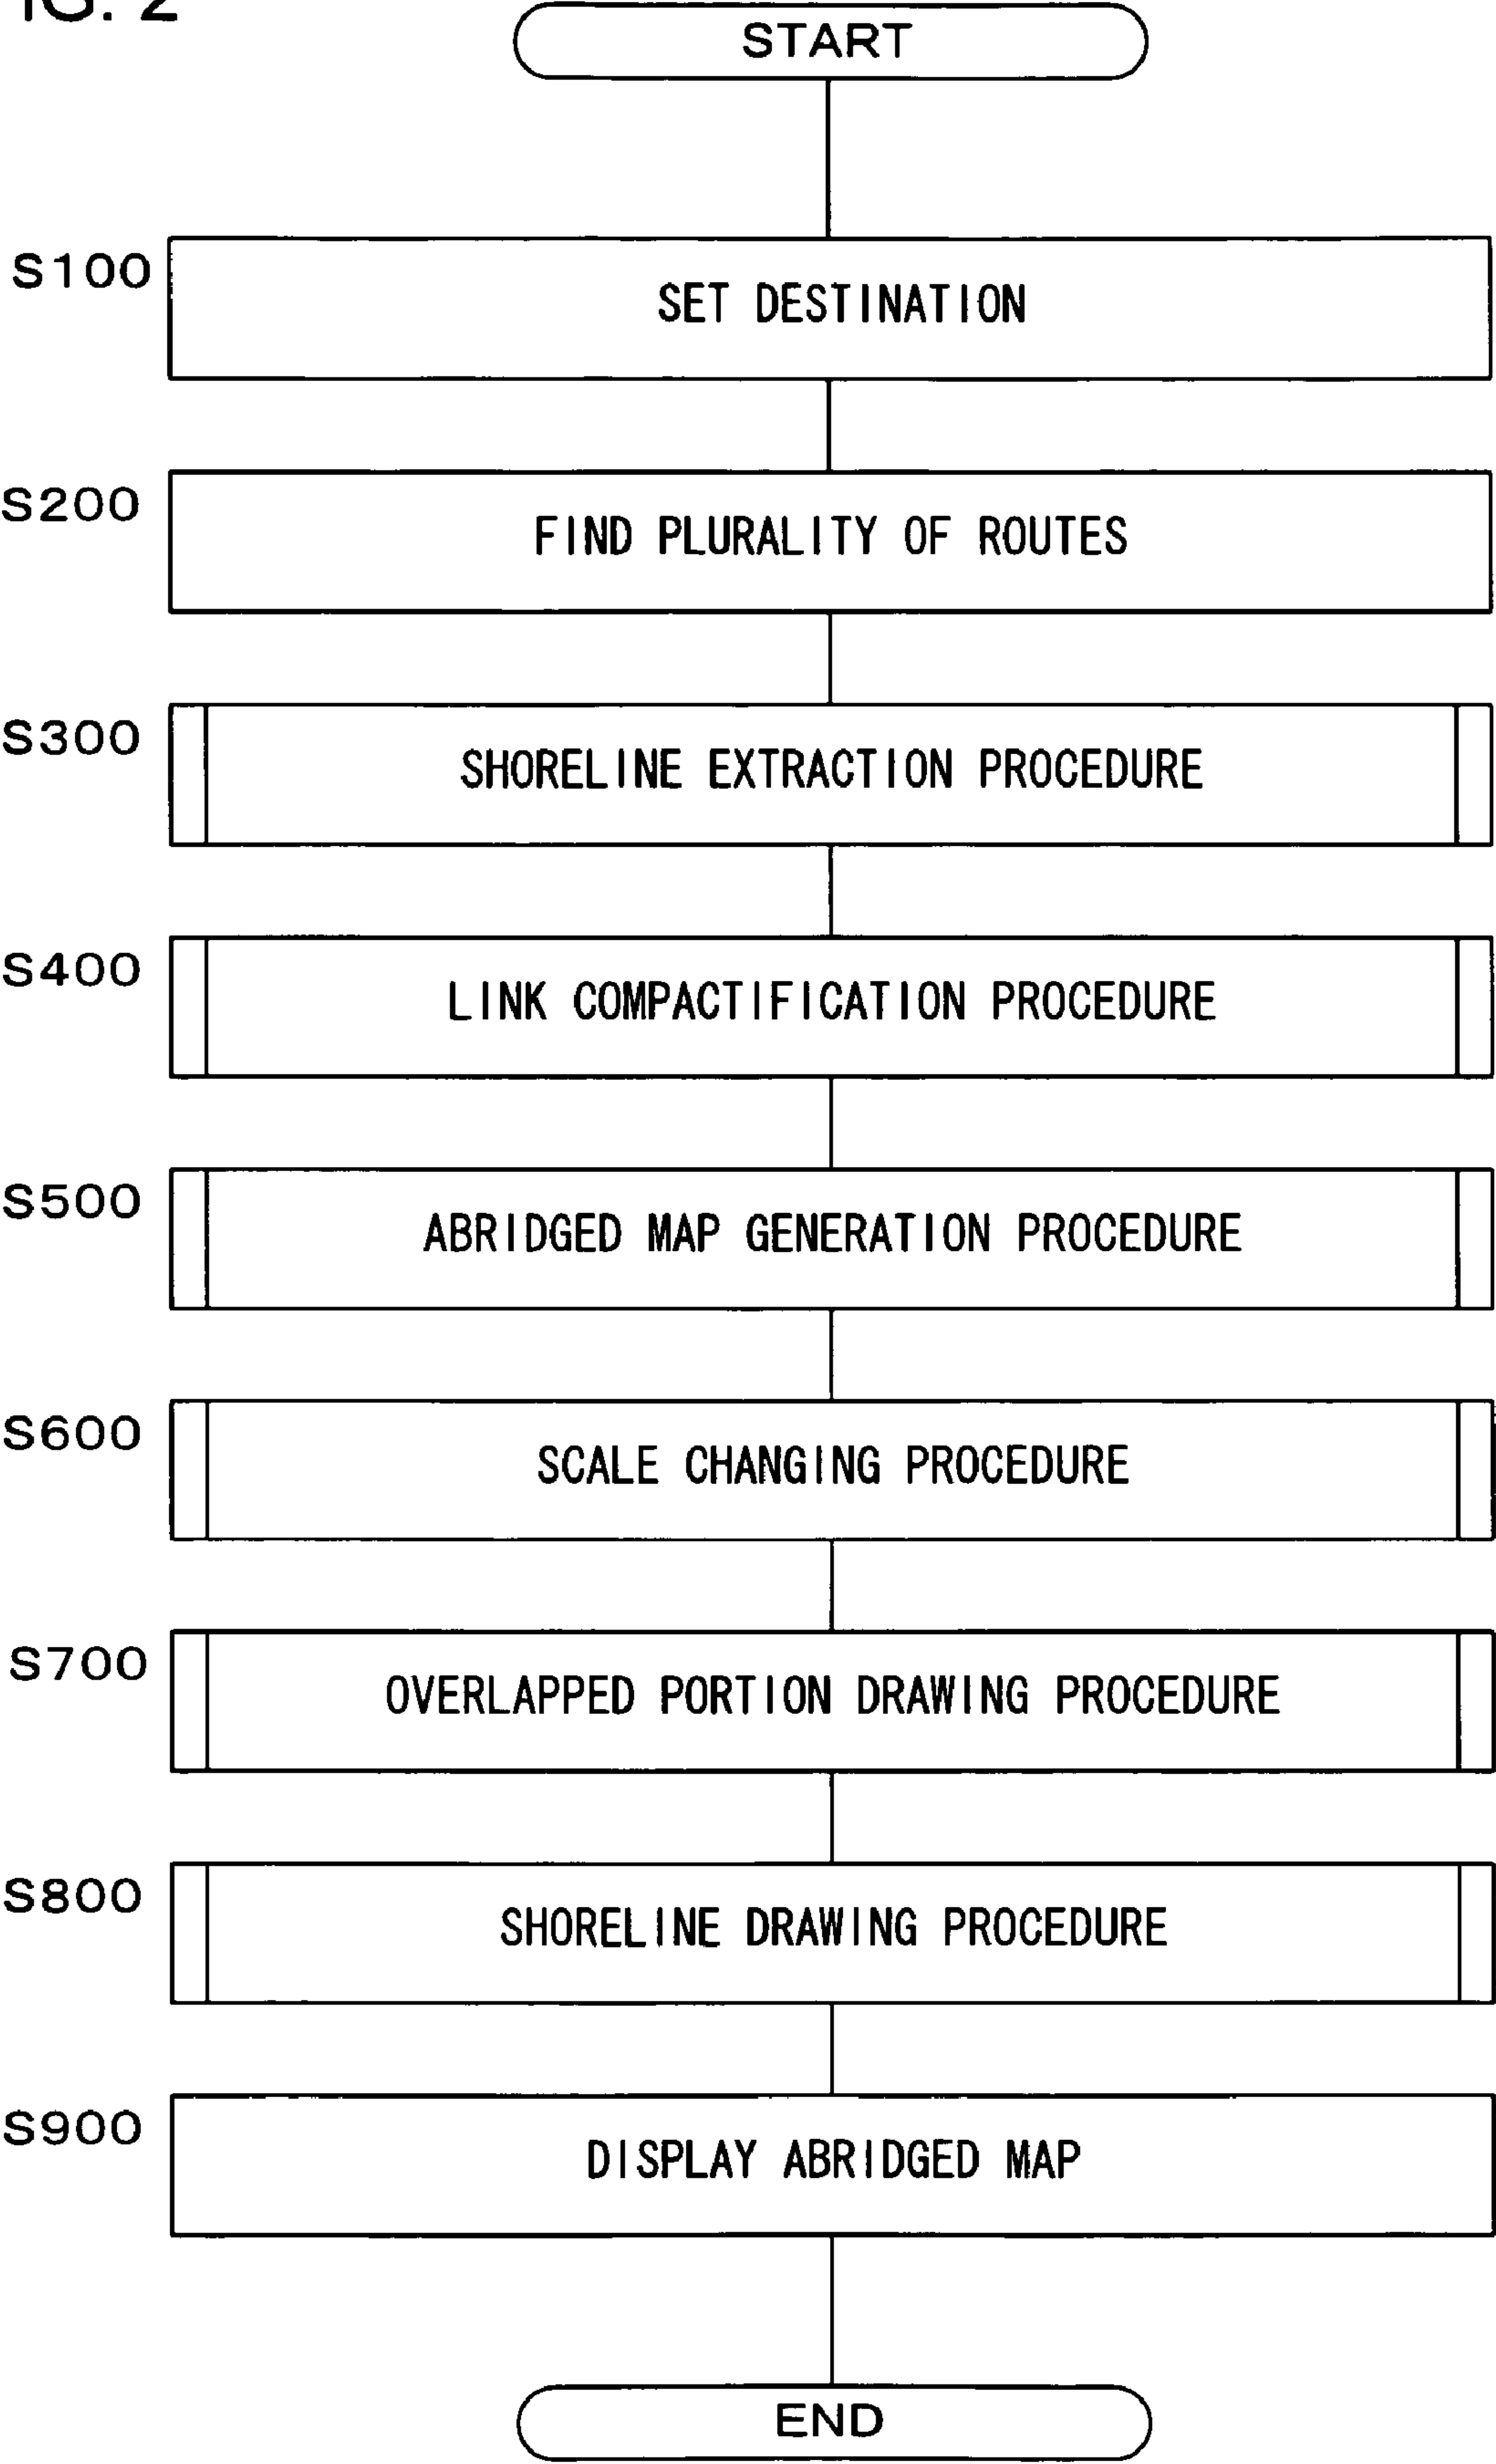 FIG. 2
START
S100
SET DESTINATION
S200
FIND PLURALITY OF ROUTES
S300
SHORELINE EXTRACTION PROCEDURE
S400
LINK COMPACTIFICATION PROCEDURE
S500
ABRIDGED MAP GENERATION PROCEDURE
S600
SCALE CHANGING PROCEDURE
S700
OVERLAPPED PORTION DRAWING PROCEDURE
S800
SHORELINE DRAWING PROCEDURE
S900
DISPLAY ABRIDGED MAP
END